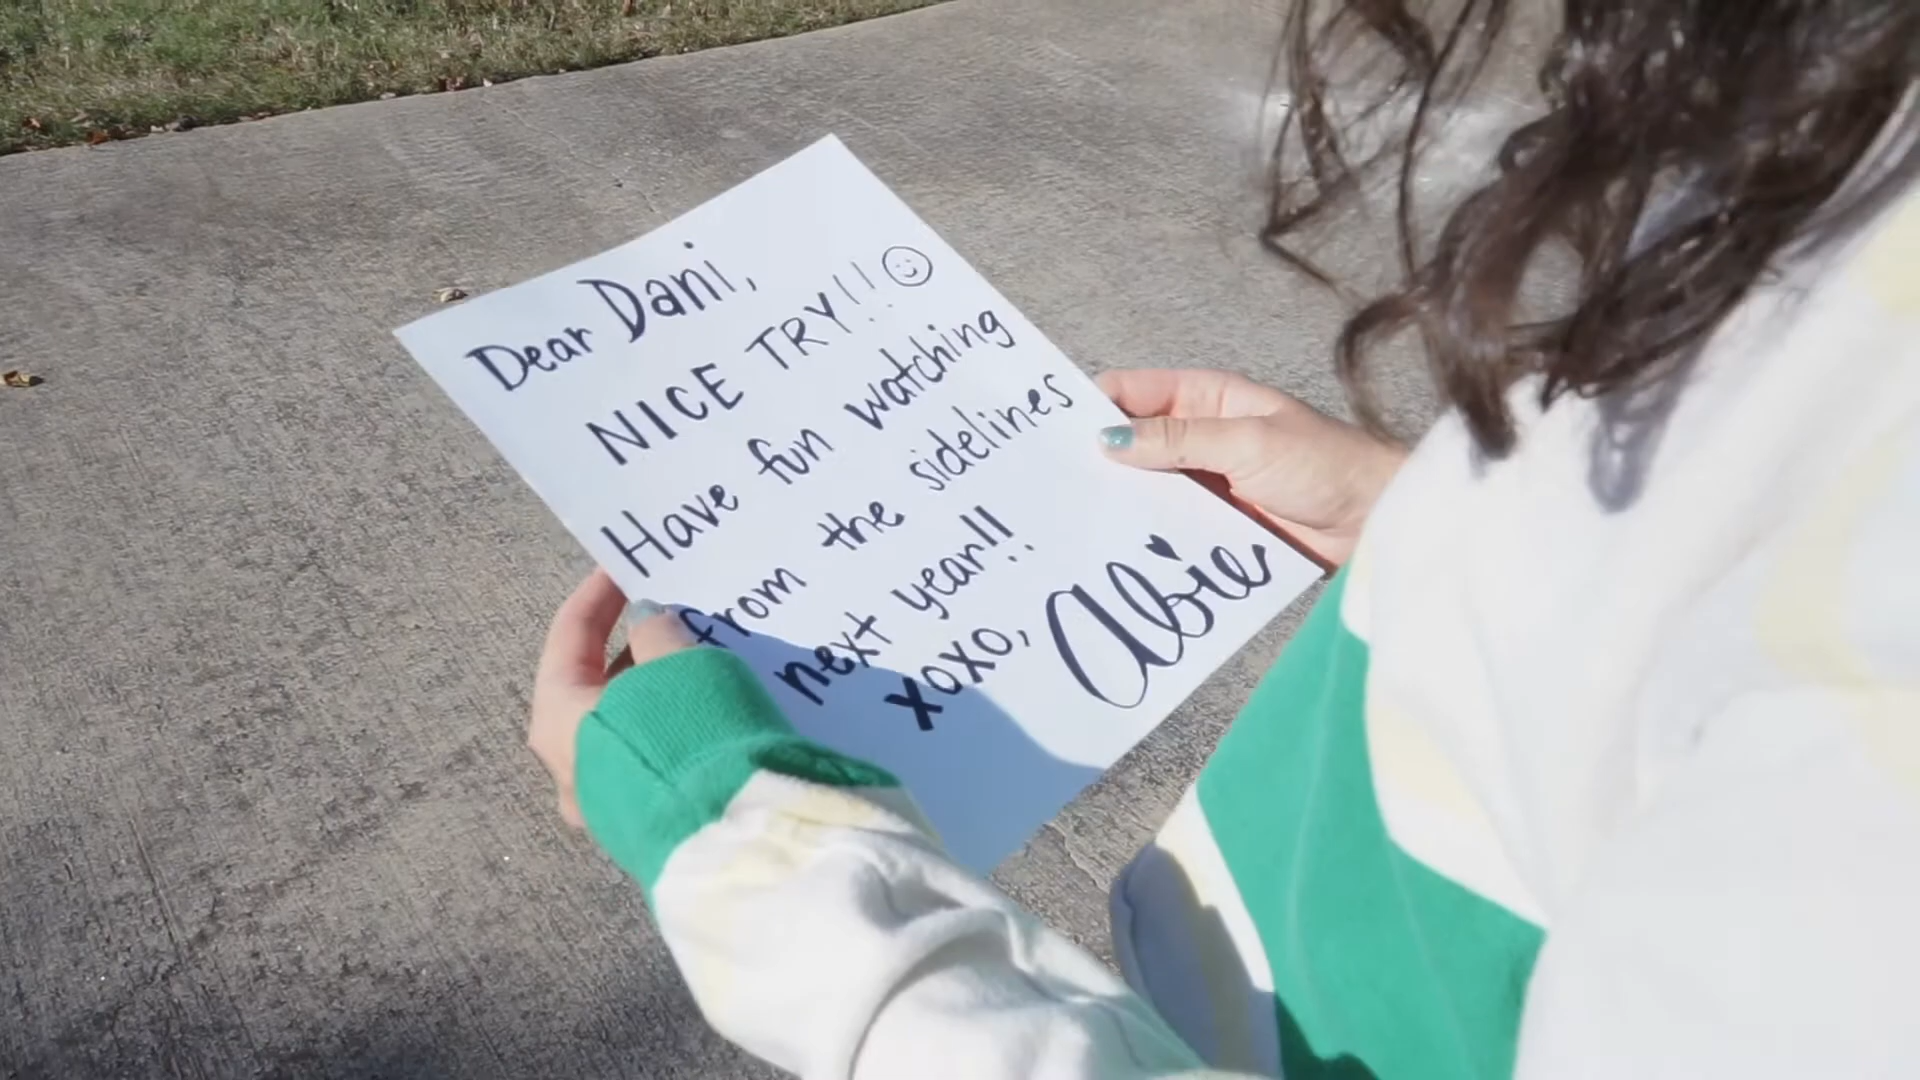 Dear Dani,
NICE TRY!!
Have fun watching
from the sidelines
next year!!
xoxo, Abie